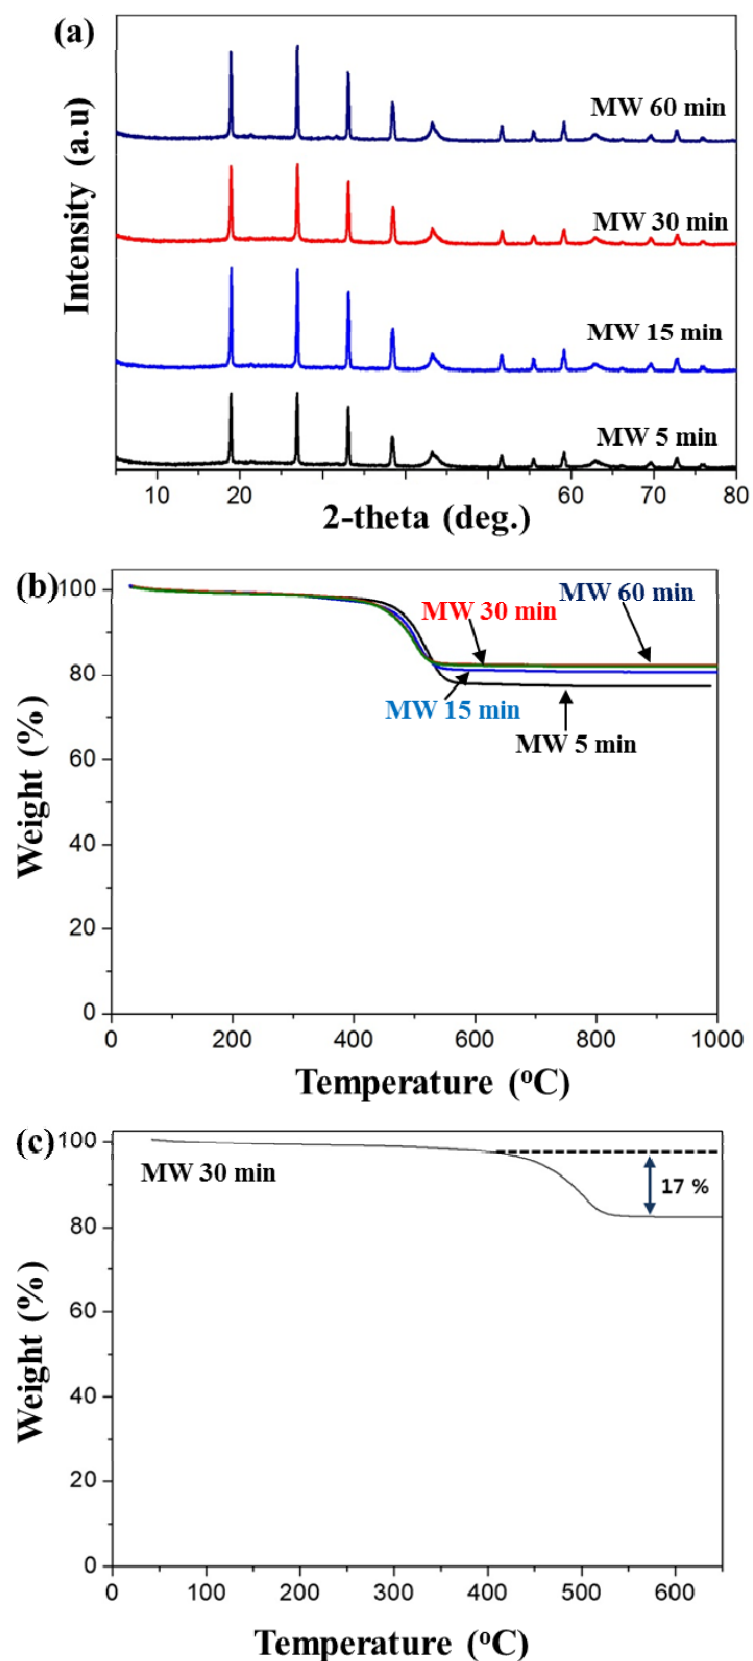 (a)
MW 60 min
MW 30 min
MW 15 min
MW 5 min
Intensity (a.u)
10 20 60 70 80
2-theta (deg.)
(b)
100
80
60
40
20
0
MW 60 min
MW 30 min
MW 15 min
MW 5 min
Weight (%)
0 200 400 600 800 1000
Temperature (oC)
(c)
100
80
60
40
20
0
MW 30 min
17 %
Weight (%)
0 100 200 300 400 500 600
Temperature (oC)